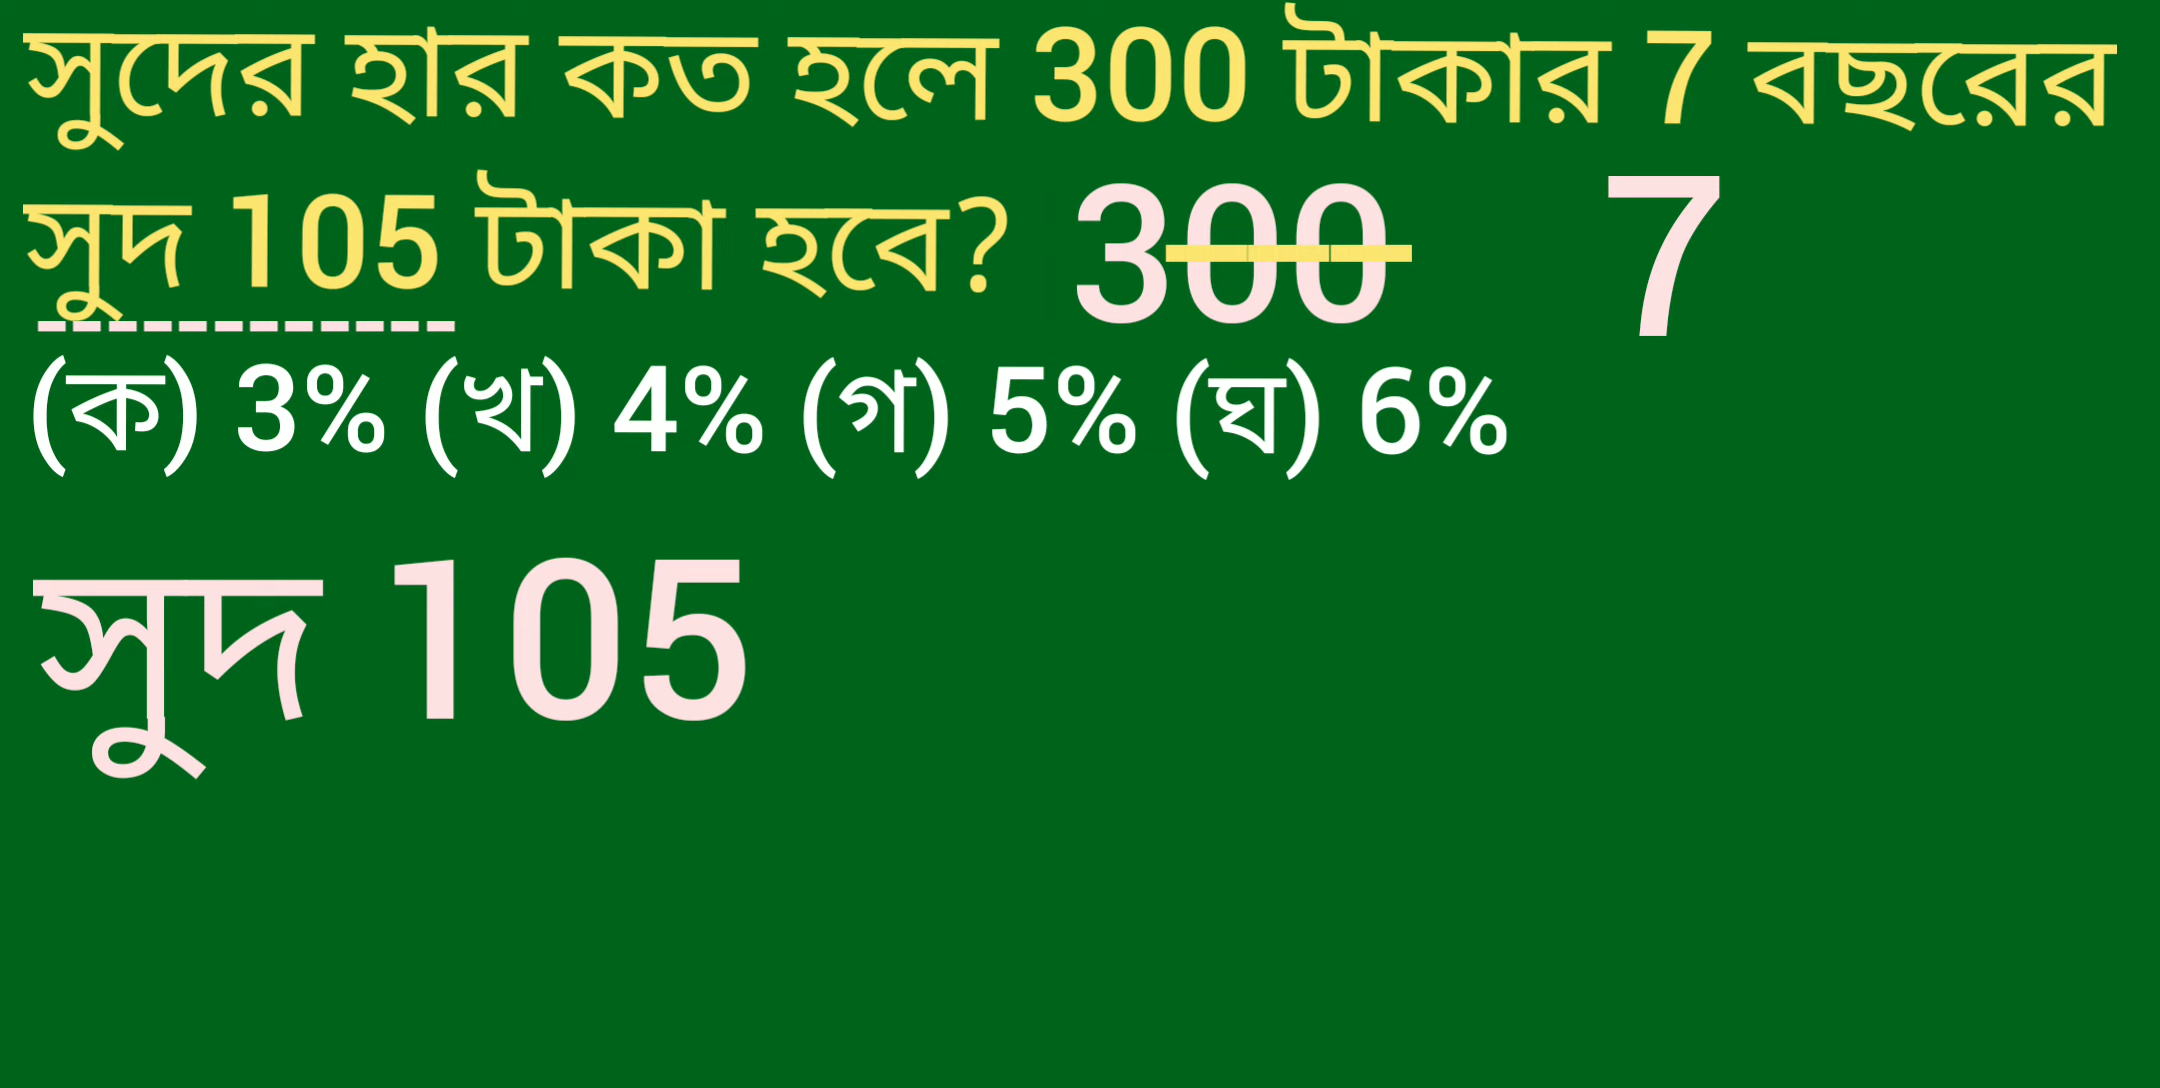 সুদের হার কত হলে 300 টাকার 7 বছরের
সুদ 105 টাকা হবে? 300 7
(ক) 3% (খ) 4% (গ) 5% (ঘ) 6%
সুদ 105